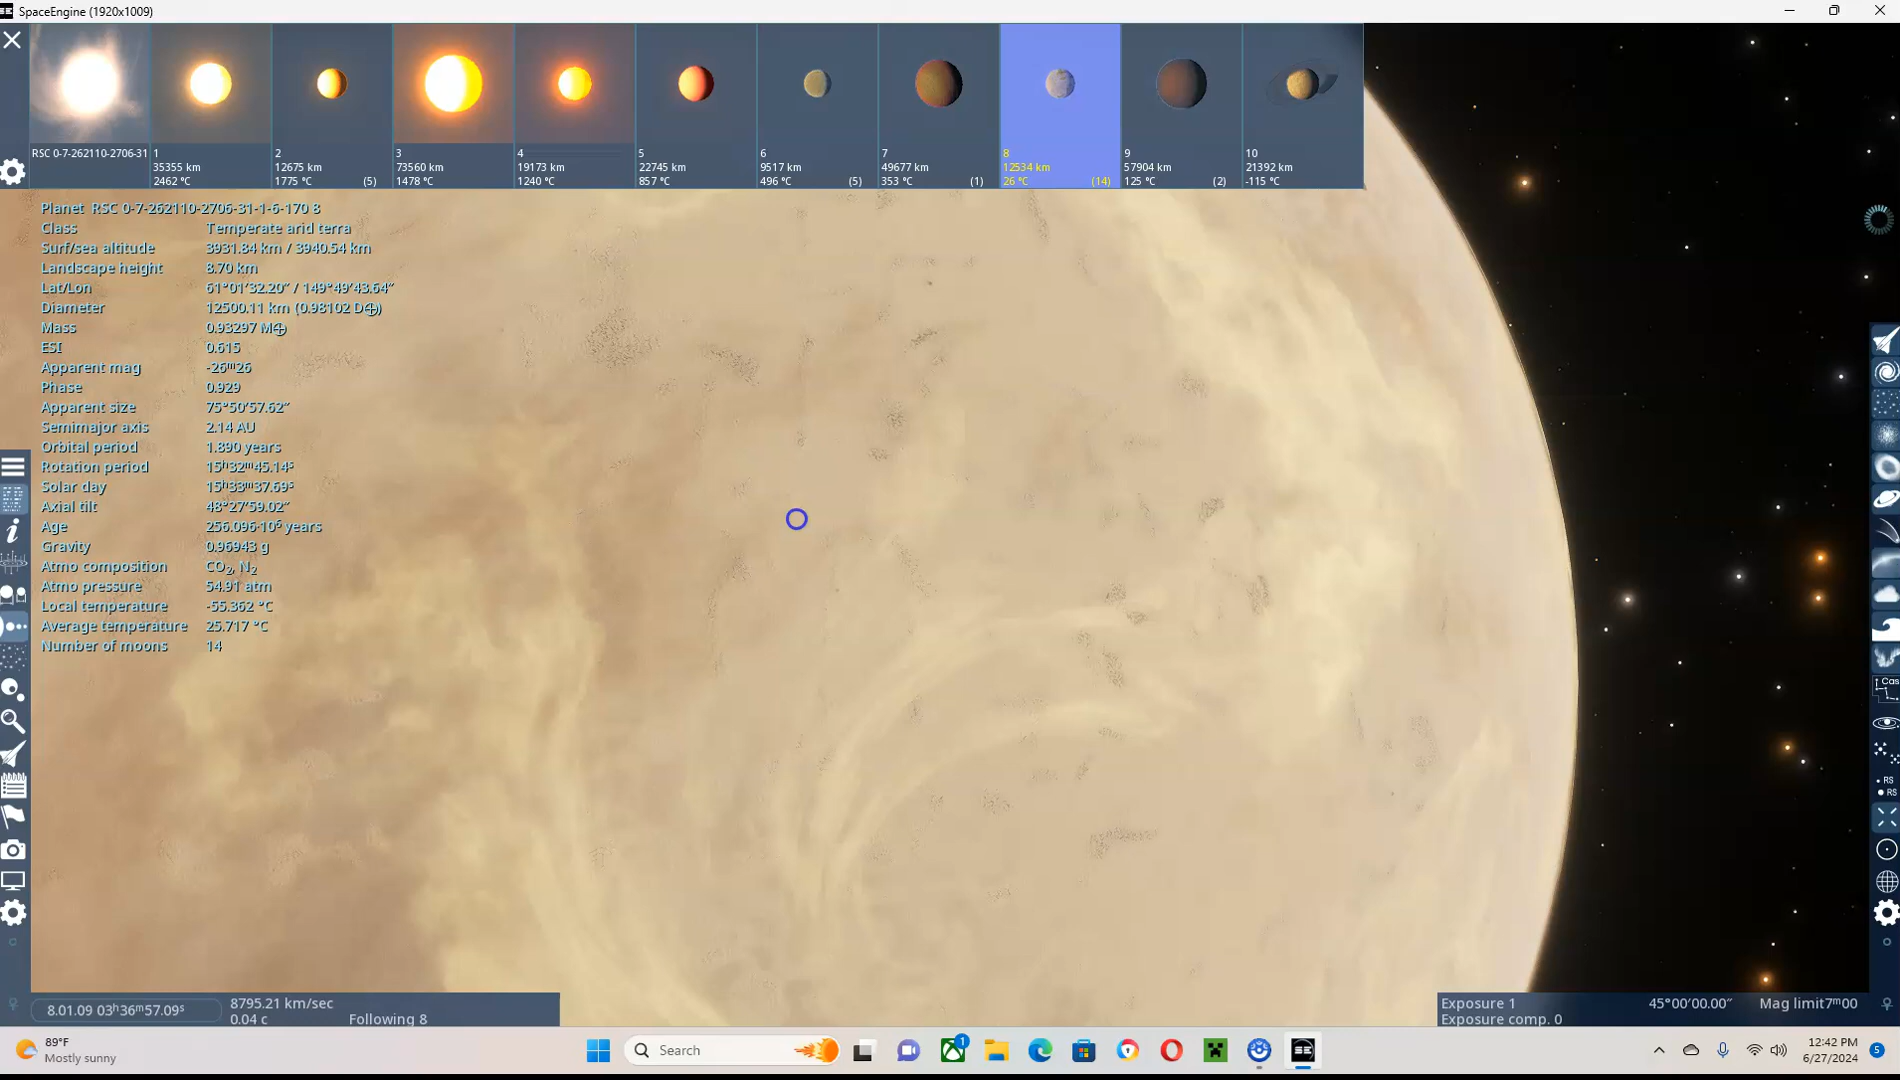 SpaceEngine (1920x1009)
RSC 0-7-262110-2706-31
1
35355 km
2462 °C
2
12675 km
1775 °C (5)
3
73560 km
1478 °C
4
19173 km
1240 °C
5
22745 km
857 °C
6
9517 km
496 °C (5)
7
49677 km
353 °C (1)
8
12534 km
26 °C (14)
9
57904 km
125 °C (2)
10
21392 km
-115 °C
Planet RSC 0-7-262110-2706-31-1-6-170 8
Class Temperate arid terra
Surf/sea altitude 3931.84 km / 3940.54 km
Landscape height 8.70 km
Lat/Lon 61°01′32.20″ / 149°49′43.64″
Diameter 12500.11 km (0.98102 D⊕)
Mass 0.93297 M⊕
ESI 0.615
Apparent mag -26ᵐ26
Phase 0.929
Apparent size 75°50′57.62″
Semimajor axis 2.14 AU
Orbital period 1.890 years
Rotation period 15ʰ32ᵐ45.14ˢ
Solar day 15ʰ33ᵐ37.69ˢ
Axial tilt 48°27′59.02″
Age 256.096·10⁶ years
Gravity 0.96943 g
Atmo composition CO₂, N₂
Atmo pressure 54.91 atm
Local temperature -55.362 °C
Average temperature 25.717 °C
Number of moons 14
Cas
RS
RS
8.01.09 03ʰ36ᵐ57.09ˢ
8795.21 km/sec
0.04 c Following 8
Exposure 1 45°00′00.00″ Mag limit7ᵐ00
Exposure comp. 0
89°F
Mostly sunny
Search
1
SE
12:42 PM
6/27/2024
5